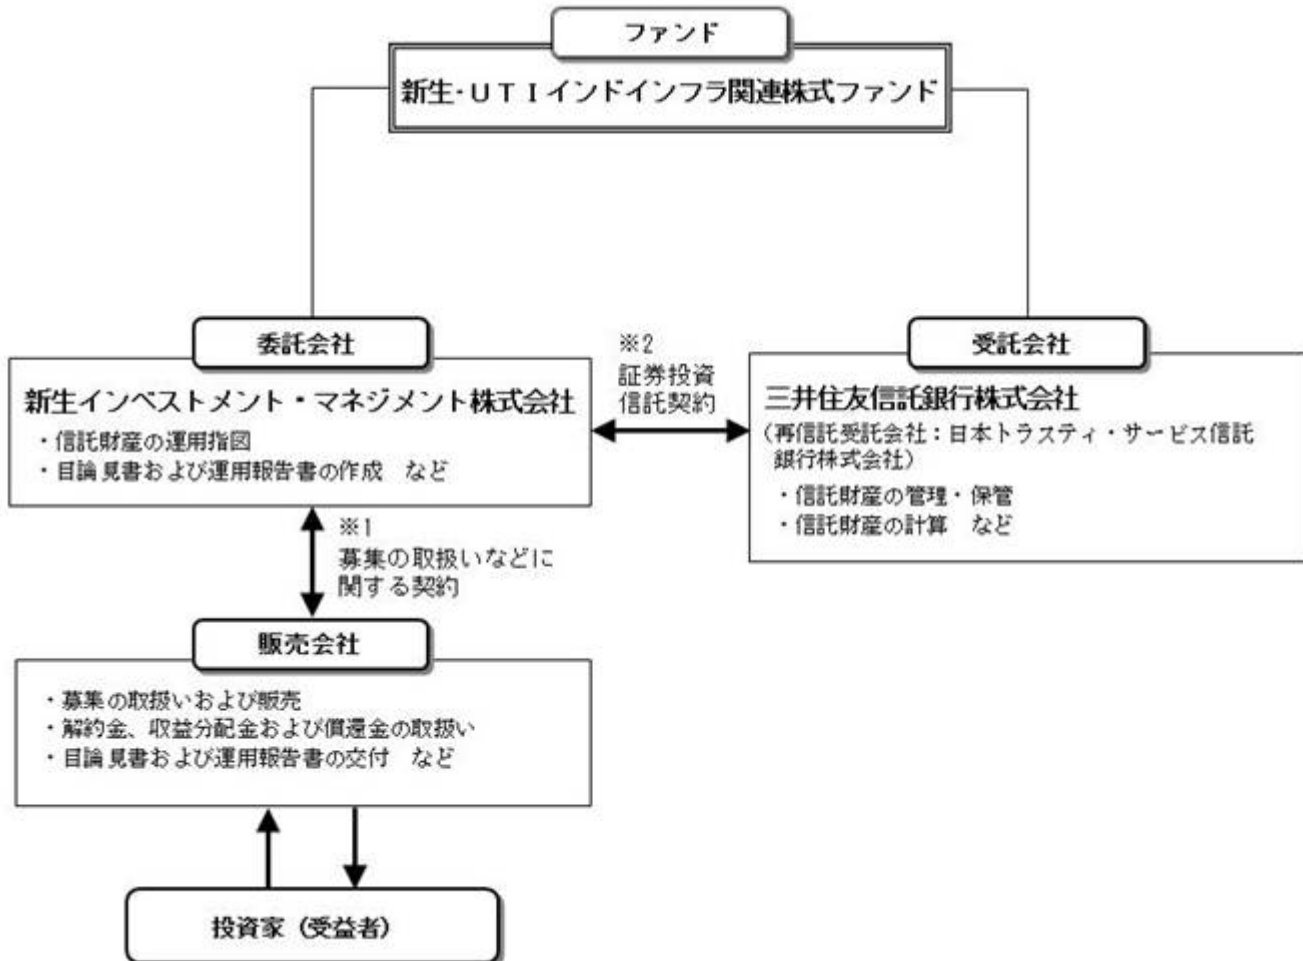 ファンド
新生・ＵＴＩインドインフラ関連株式ファンド
委託会社
新生インベストメント・マネジメント株式会社
・信託財産の運用指図
・目論見書および運用報告書の作成　など
※2
証券投資
信託契約
受託会社
三井住友信託銀行株式会社
（再信託受託会社：日本トラスティ・サービス信託
銀行株式会社）
・信託財産の管理・保管
・信託財産の計算　など
※1
募集の取扱いなどに
関する契約
販売会社
・募集の取扱いおよび販売
・解約金、収益分配金および償還金の取扱い
・目論見書および運用報告書の交付　など
投資家（受益者）